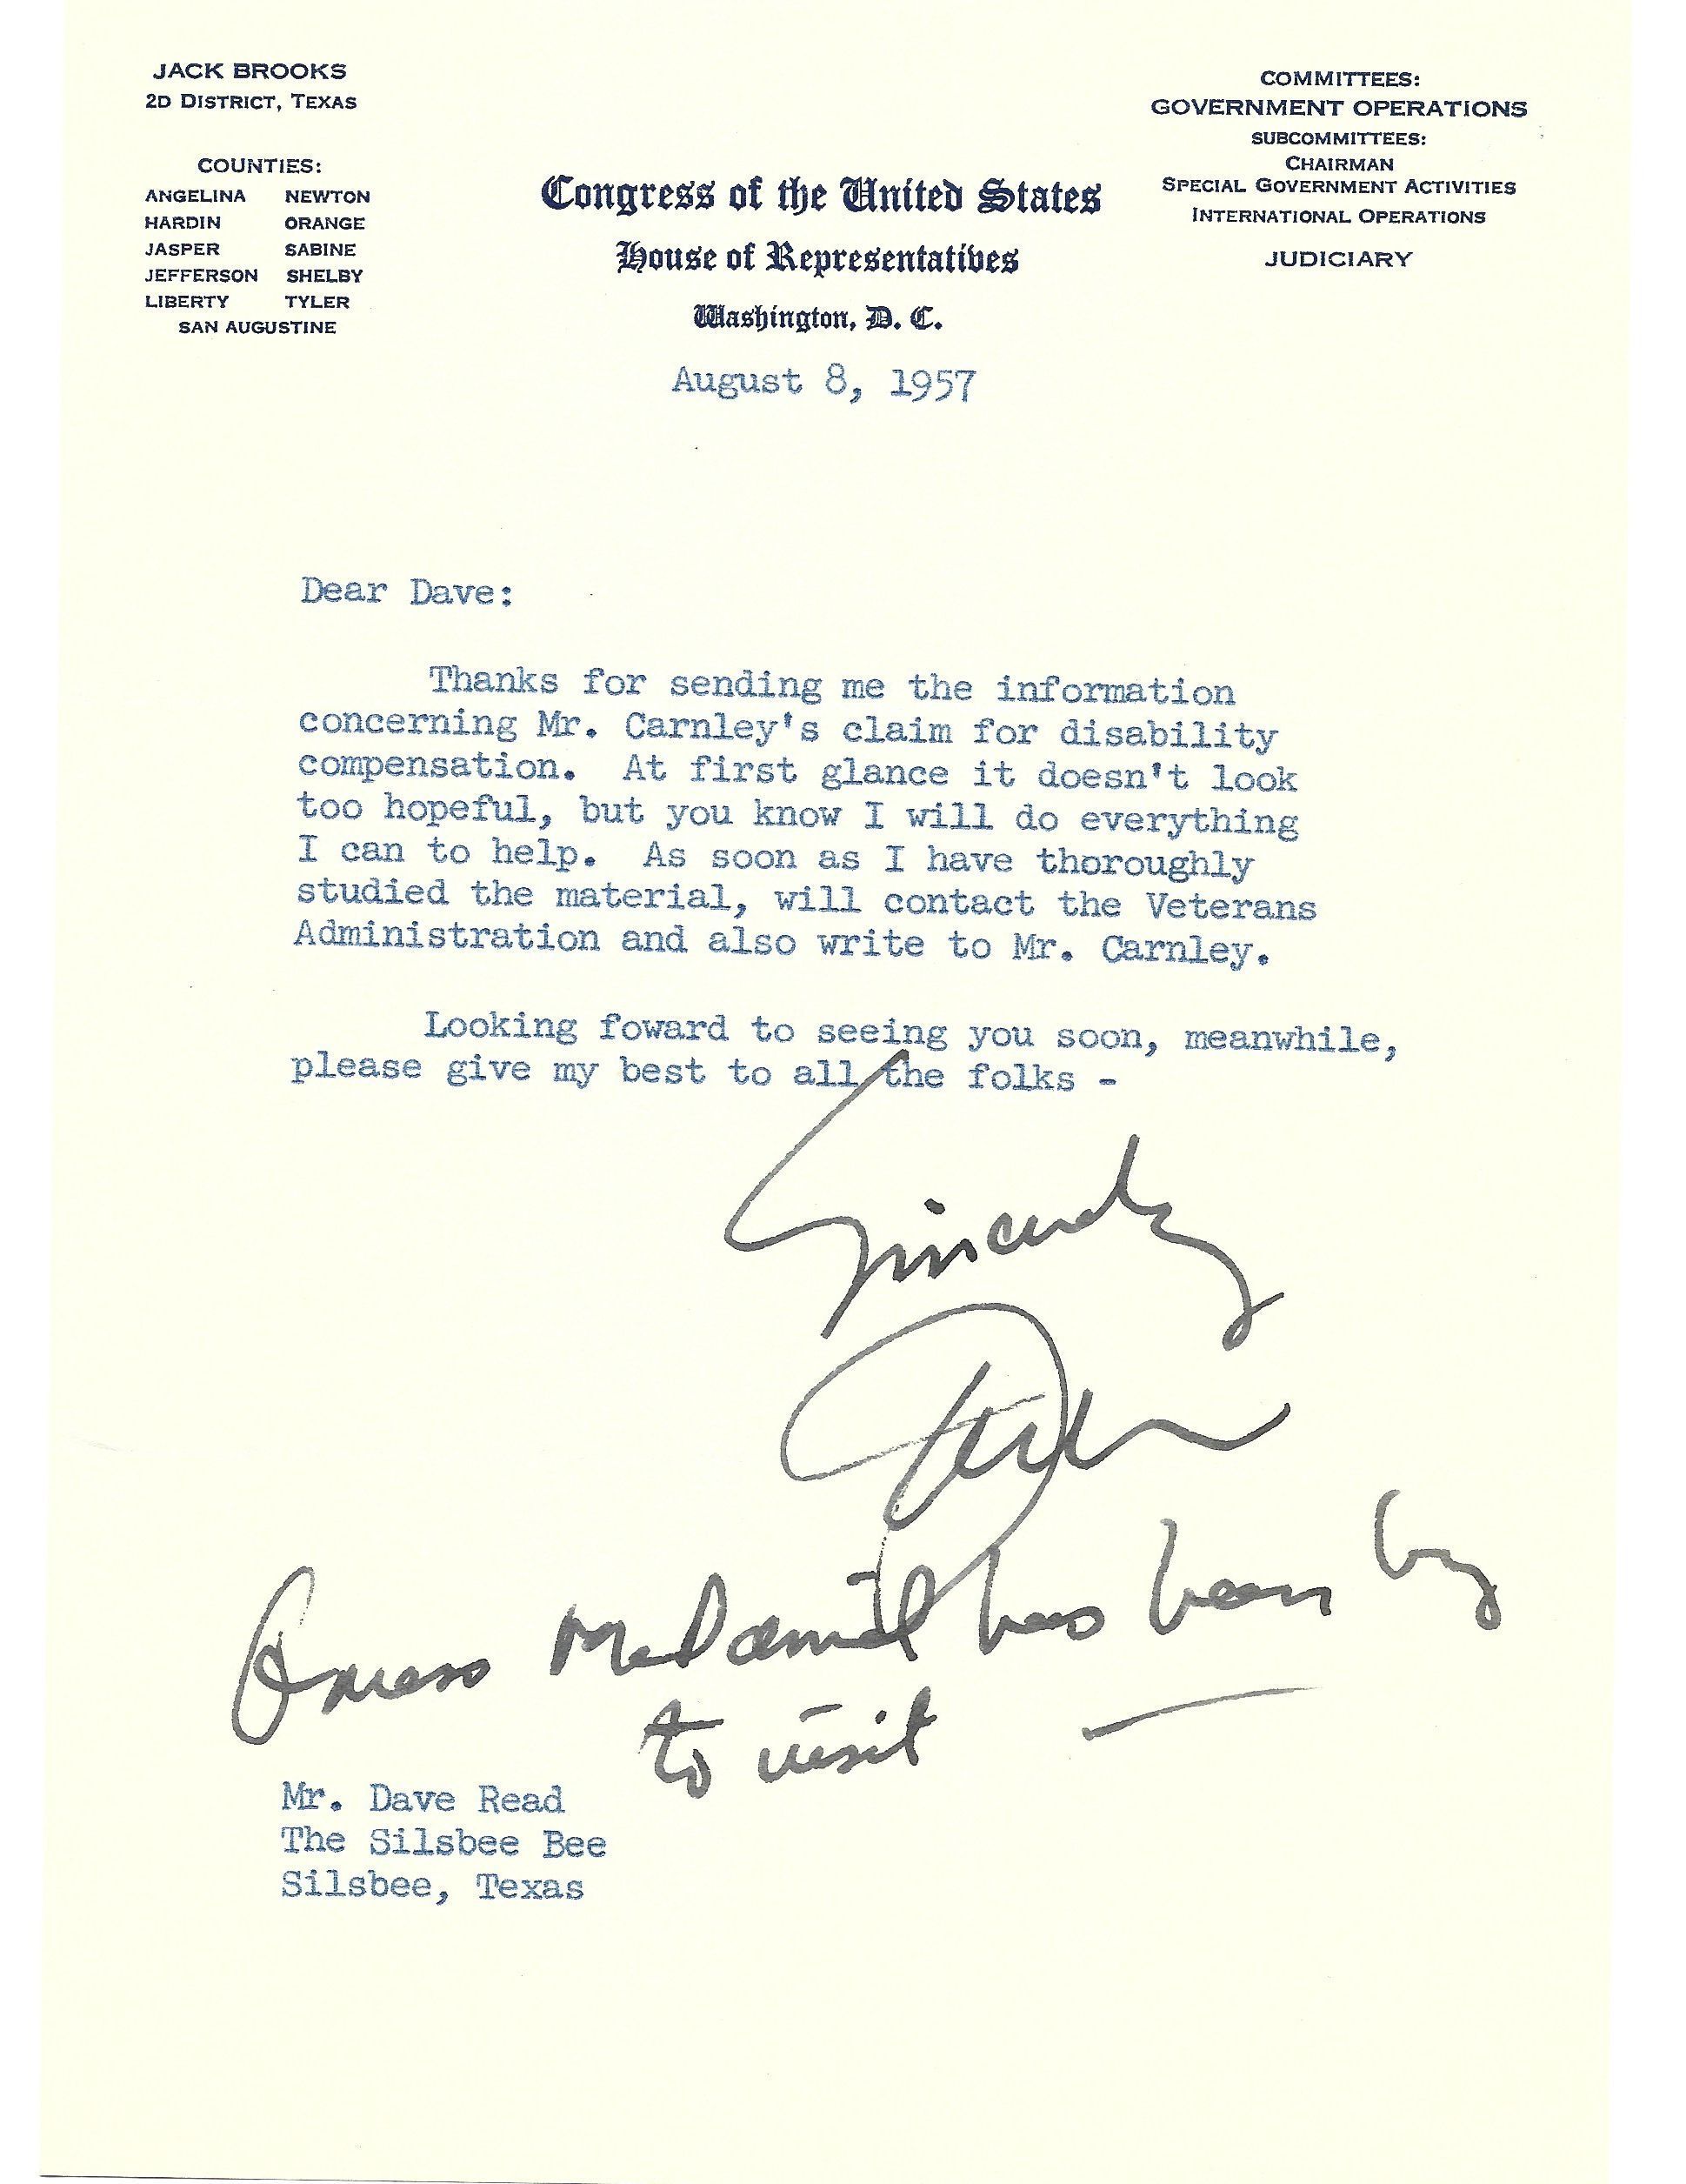 JACK BROOKS
2D DISTRICT, TEXAS
COUNTIES:
ANGELINA NEWTON
HARDIN ORANGE
JASPER SABINE
JEFFERSON SHELBY
LIBERTY TYLER
SAN AUGUSTINE
COMMITTEES:
GOVERNMENT OPERATIONS
SUBCOMMITTEES:
CHAIRMAN
SPECIAL GOVERNMENT ACTIVITIES
INTERNATIONAL OPERATIONS
JUDICIARY
Congress of the United States
House of Representatives
Washington, D. C.
August 8, 1957
Dear Dave:
Thanks for sending me the information
concerning Mr. Carnley's claim for disability
compensation. At first glance it doesn't look
too hopeful, but you know I will do everything
I can to help. As soon as I have thoroughly
studied the material, will contact the Veterans
Administration and also write to Mr. Carnley.
Looking foward to seeing you soon, meanwhile,
please give my best to all the folks -
Sincerely
McDaniel has been by
to visit —
Mr. Dave Read
The Silsbee Bee
Silsbee, Texas